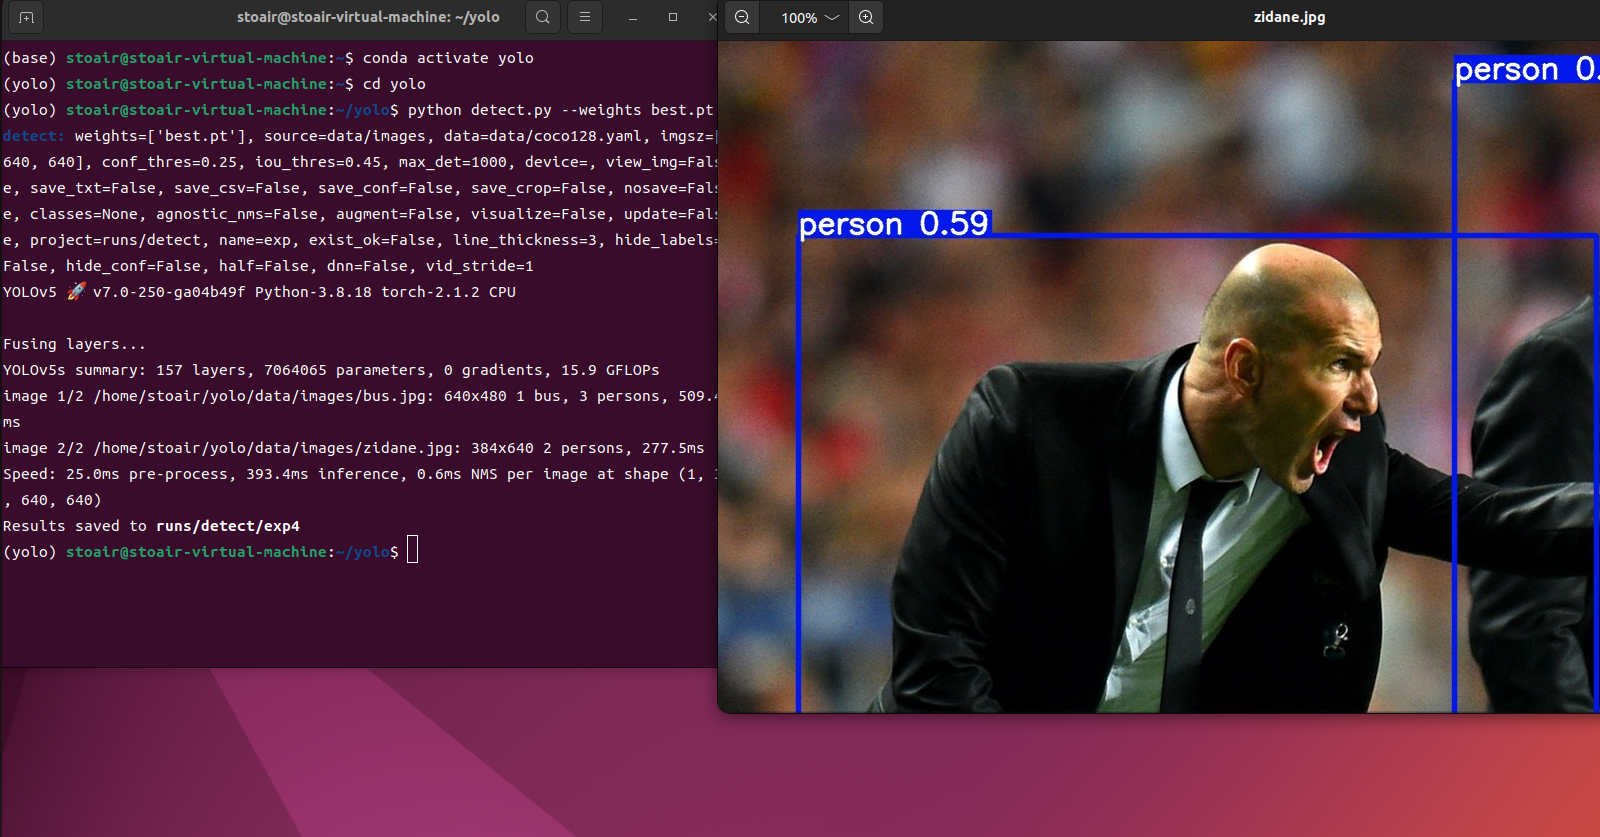 stoair@stoair-virtual-machine: ~/yolo
(base) stoair@stoair-virtual-machine:~$ conda activate yolo
(yolo) stoair@stoair-virtual-machine:~$ cd yolo
(yolo) stoair@stoair-virtual-machine:~/yolo$ python detect.py --weights best.pt
detect: weights=['best.pt'], source=data/images, data=data/coco128.yaml, imgsz=[
640, 640], conf_thres=0.25, iou_thres=0.45, max_det=1000, device=, view_img=Fals
e, save_txt=False, save_csv=False, save_conf=False, save_crop=False, nosave=Fals
e, classes=None, agnostic_nms=False, augment=False, visualize=False, update=Fals
e, project=runs/detect, name=exp, exist_ok=False, line_thickness=3, hide_labels=
False, hide_conf=False, half=False, dnn=False, vid_stride=1
YOLOv5 🚀 v7.0-250-ga04b49f Python-3.8.18 torch-2.1.2 CPU
Fusing layers...
YOLOv5s summary: 157 layers, 7064065 parameters, 0 gradients, 15.9 GFLOPs
image 1/2 /home/stoair/yolo/data/images/bus.jpg: 640x480 1 bus, 3 persons, 509.4
ms
image 2/2 /home/stoair/yolo/data/images/zidane.jpg: 384x640 2 persons, 277.5ms
Speed: 25.0ms pre-process, 393.4ms inference, 0.6ms NMS per image at shape (1, 3
, 640, 640)
Results saved to runs/detect/exp4
(yolo) stoair@stoair-virtual-machine:~/yolo$
100%
zidane.jpg
person 0.
person 0.59